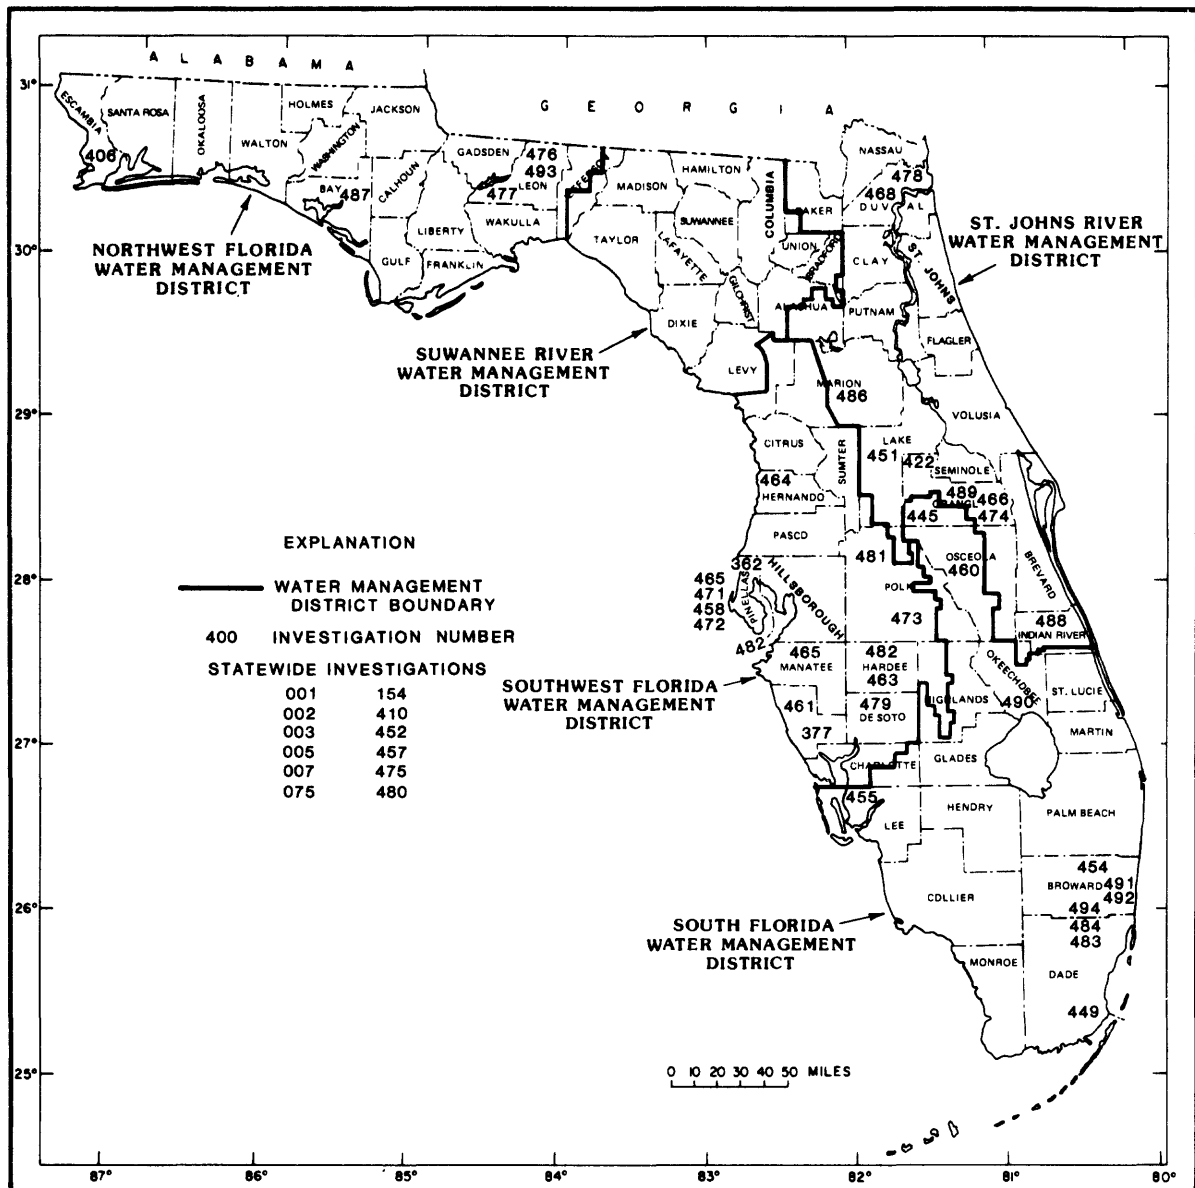 A L A B A M A
G E O R G I A
31°
30°
29°
28°
27°
26°
25°
87°
86°
85°
84°
83°
82°
81°
80°
ESCAMBIA
SANTA ROSA
OKALOOSA
WALTON
HOLMES
WASHINGTON
JACKSON
BAY
CALHOUN
GULF
LIBERTY
FRANKLIN
GADSDEN
LEON
WAKULLA
406
487
476
493
477
MADISON
TAYLOR
HAMILTON
SUWANNEE
LAFAYETTE
COLUMBIA
DIXIE
GILCHRIST
LEVY
UNION
BRADFORD
BAKER
NASSAU
478
468
DUVAL
CLAY
ST. JOHNS
ALACHUA
PUTNAM
FLAGLER
MARION
486
VOLUSIA
NORTHWEST FLORIDA
WATER MANAGEMENT
DISTRICT
SUWANNEE RIVER
WATER MANAGEMENT
DISTRICT
ST. JOHNS RIVER
WATER MANAGEMENT
DISTRICT
CITRUS
SUMTER
LAKE
451
422
SEMINOLE
464
HERNANDO
489
ORANGE
466
445
474
PASCO
481
OSCEOLA
460
BREVARD
362
465
471
458
472
PINELLAS
HILLSBOROUGH
482
POLK
473
488
INDIAN RIVER
465
MANATEE
482
HARDEE
463
OKEECHOBEE
490
ST. LUCIE
461
377
479
DE SOTO
HIGHLANDS
MARTIN
CHARLOTTE
GLADES
455
LEE
HENDRY
PALM BEACH
COLLIER
454
BROWARD 491
492
494
484
483
MONROE
DADE
449
SOUTHWEST FLORIDA
WATER MANAGEMENT
DISTRICT
SOUTH FLORIDA
WATER MANAGEMENT
DISTRICT
EXPLANATION
WATER MANAGEMENT
DISTRICT BOUNDARY
400 INVESTIGATION NUMBER
STATEWIDE INVESTIGATIONS
001 154
002 410
003 452
005 457
007 475
075 480
0 10 20 30 40 50 MILES